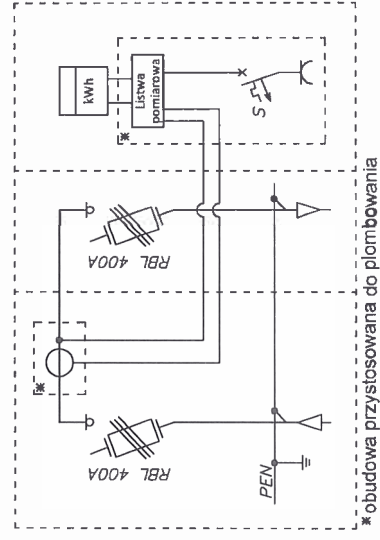 kWh
Listwa
pomiarowa
*
S
RBL 400A
*
RBL 400A
PEN
* obudowa przystosowana do plombowania